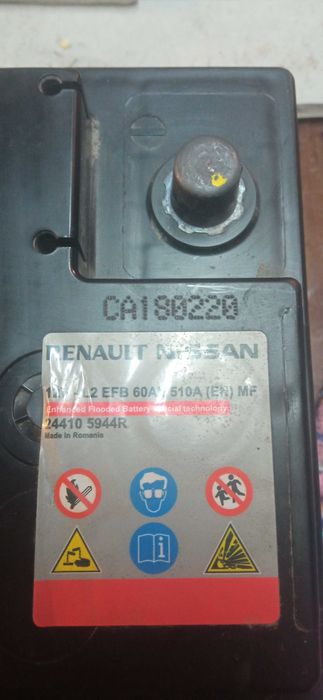 CA180220
RENAULT NISSAN
12V L2 EFB 60Ah 510A (EN) MF
Enhanced Flooded Battery special technology
24410 5944R
Made in Romania
i